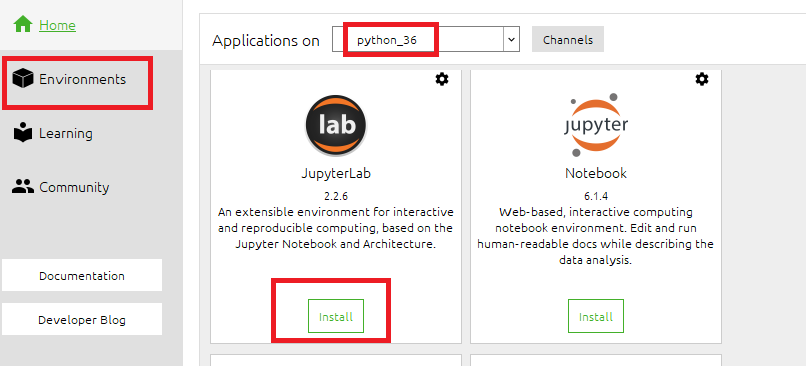 Home
Environments
Learning
Community
Documentation
Developer Blog
Applications on python_36 Channels
lab
JupyterLab
2.2.6
An extensible environment for interactive
and reproducible computing, based on the
Jupyter Notebook and Architecture.
Install
jupyter
Notebook
6.1.4
Web-based, interactive computing
notebook environment. Edit and run
human-readable docs while describing the
data analysis.
Install